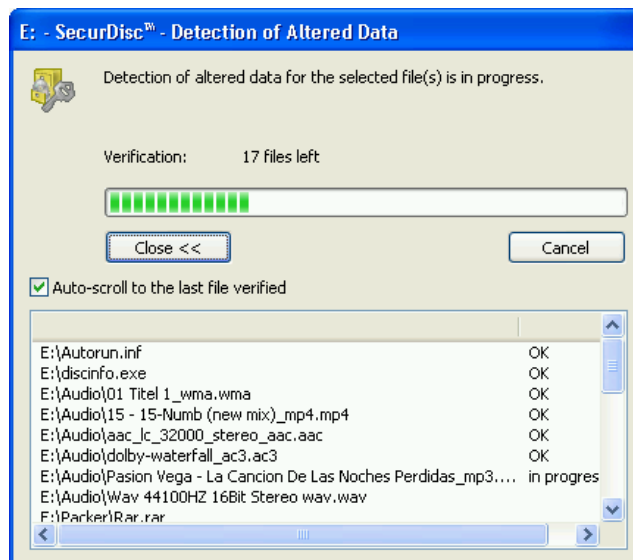 E: - SecurDisc™ - Detection of Altered Data
Detection of altered data for the selected file(s) is in progress.
Verification: 17 files left
Close << Cancel
Auto-scroll to the last file verified
E:\Autorun.inf OK
E:\discinfo.exe OK
E:\Audio\01 Titel 1_wma.wma OK
E:\Audio\15 - 15-Numb (new mix)_mp4.mp4 OK
E:\Audio\aac_lc_32000_stereo_aac.aac OK
E:\Audio\dolby-waterfall_ac3.ac3 OK
E:\Audio\Pasion Vega - La Cancion De Las Noches Perdidas_mp3.... in progres
E:\Audio\Wav 44100HZ 16Bit Stereo wav.wav
E:\Packer\Rar.rar